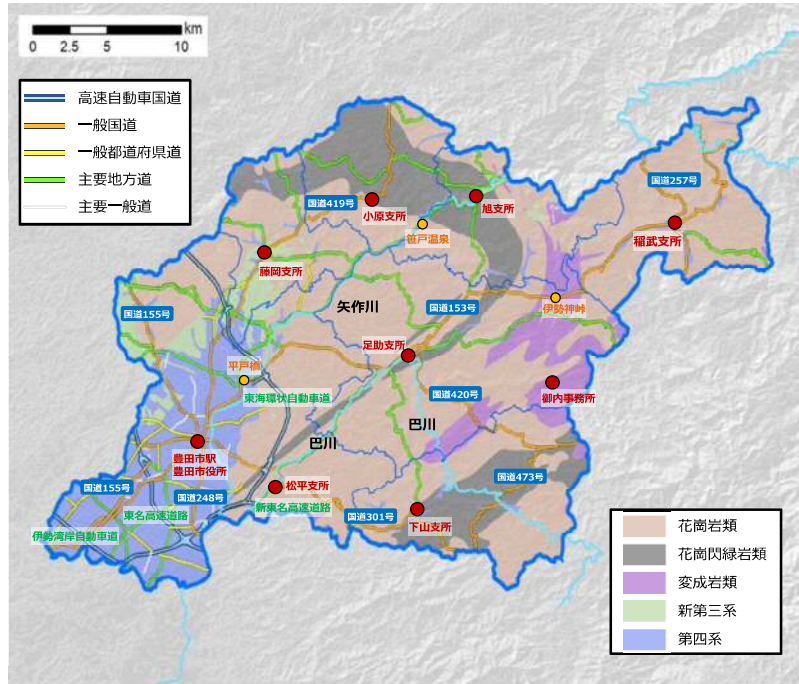 km
0 2.5 5 10
高速自動車国道
一般国道
一般都道府県道
主要地方道
主要一般道
国道257号
国道419号
小原支所
旭支所
笹戸温泉
稲武支所
藤岡支所
国道155号
矢作川
国道153号
伊勢神峠
足助支所
平戸橋
東海環状自動車道
国道420号
御内事務所
巴川
巴川
豊田市駅
豊田市役所
国道155号
国道248号
松平支所
国道473号
東名高速道路
新東名高速道路
国道301号
下山支所
伊勢湾岸自動車道
花崗岩類
花崗閃緑岩類
変成岩類
新第三系
第四系